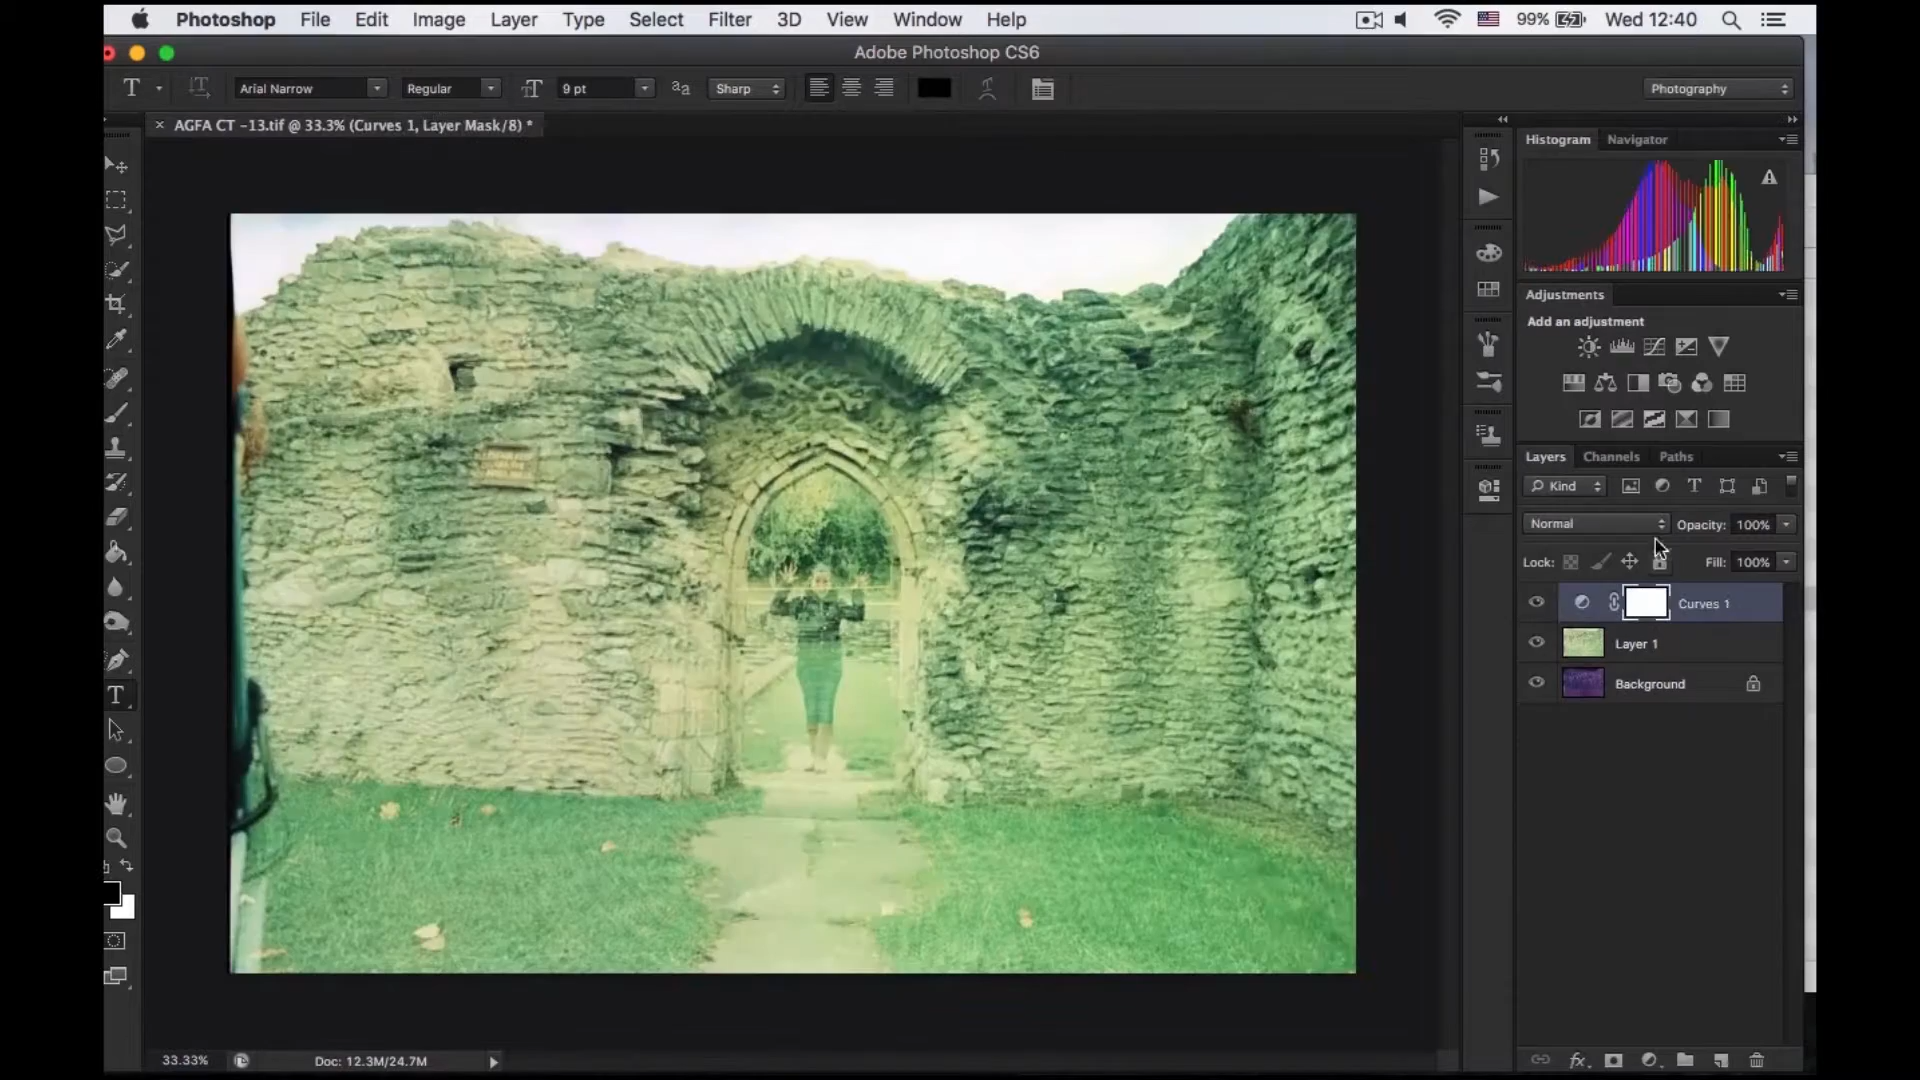 Photoshop File Edit Image Layer Type Select Filter 3D View Window Help 99% Wed 12:40
Adobe Photoshop CS6
T Arial Narrow Regular 9 pt aa Sharp Photography
× AGFA CT -13.tif @ 33.3% (Curves 1, Layer Mask/8) *
Histogram Navigator
Adjustments
Add an adjustment
Layers Channels Paths
Kind
Normal Opacity: 100%
Lock: Fill: 100%
Curves 1
Layer 1
Background
33.33% Doc: 12.3M/24.7M